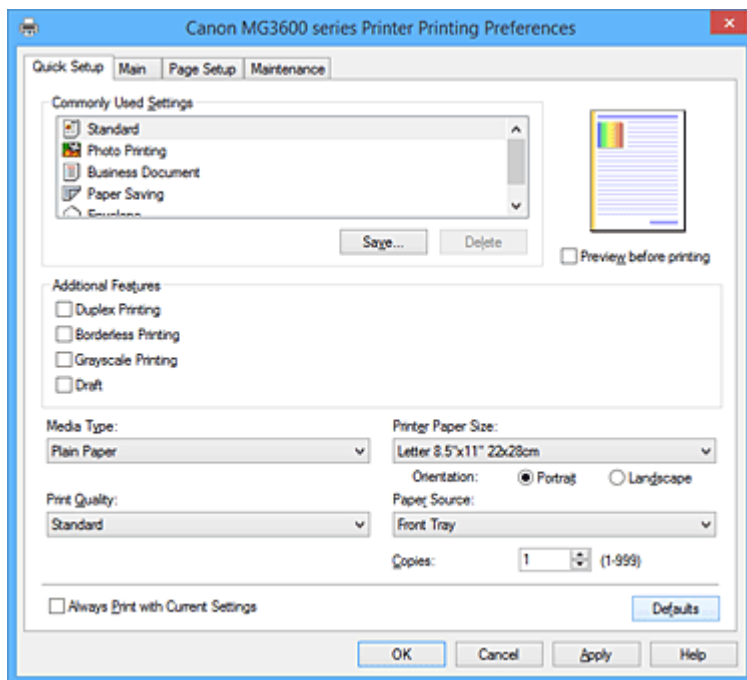 Canon MG3600 series Printer Printing Preferences
Quick Setup Main Page Setup Maintenance
Commonly Used Settings
Standard
Photo Printing
Business Document
Paper Saving
Envelope
Save... Delete
Preview before printing
Additional Features
Duplex Printing
Borderless Printing
Grayscale Printing
Draft
Media Type:
Plain Paper
Printer Paper Size:
Letter 8.5"x11" 22x28cm
Orientation: Portrait Landscape
Print Quality:
Standard
Paper Source:
Front Tray
Copies: 1 (1-999)
Always Print with Current Settings
Defaults
OK Cancel Apply Help